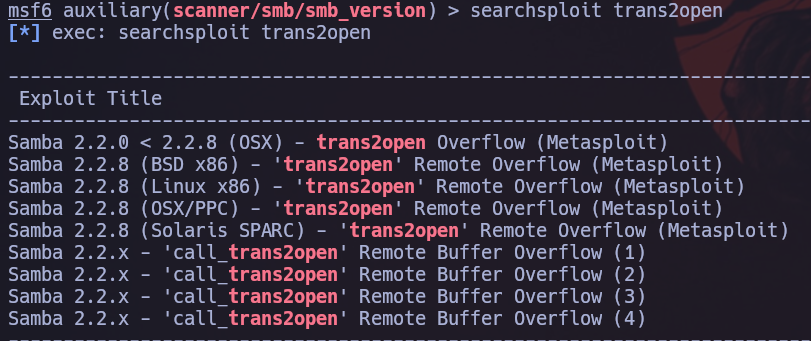 msf6 auxiliary(scanner/smb/smb_version) > searchsploit trans2open
[*] exec: searchsploit trans2open
--------------------------------------------------------------------------------
Exploit Title
--------------------------------------------------------------------------------
Samba 2.2.0 < 2.2.8 (OSX) - trans2open Overflow (Metasploit)
Samba 2.2.8 (BSD x86) - 'trans2open' Remote Overflow (Metasploit)
Samba 2.2.8 (Linux x86) - 'trans2open' Remote Overflow (Metasploit)
Samba 2.2.8 (OSX/PPC) - 'trans2open' Remote Overflow (Metasploit)
Samba 2.2.8 (Solaris SPARC) - 'trans2open' Remote Overflow (Metasploit)
Samba 2.2.x - 'call_trans2open' Remote Buffer Overflow (1)
Samba 2.2.x - 'call_trans2open' Remote Buffer Overflow (2)
Samba 2.2.x - 'call_trans2open' Remote Buffer Overflow (3)
Samba 2.2.x - 'call_trans2open' Remote Buffer Overflow (4)
--------------------------------------------------------------------------------